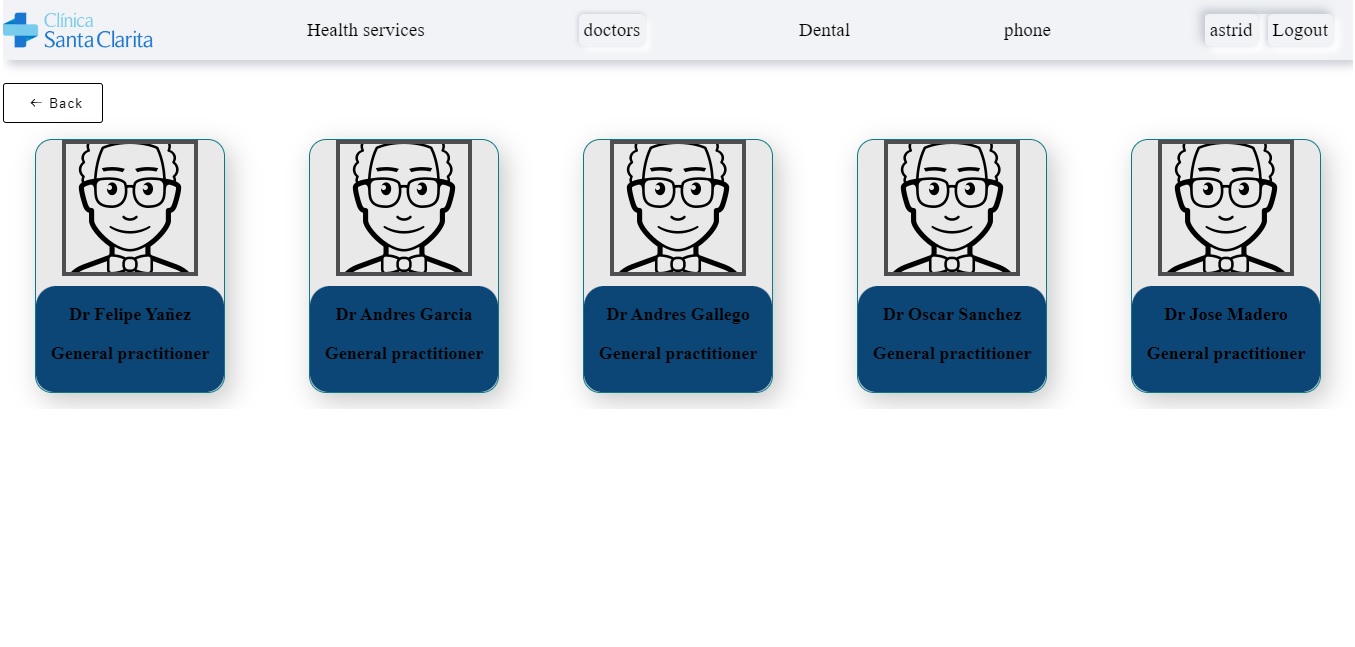 Clínica
Santa Clarita
Health services
doctors
Dental
phone
astrid
Logout
← Back
Dr Felipe Yañez
General practitioner
Dr Andres Garcia
General practitioner
Dr Andres Gallego
General practitioner
Dr Oscar Sanchez
General practitioner
Dr Jose Madero
General practitioner